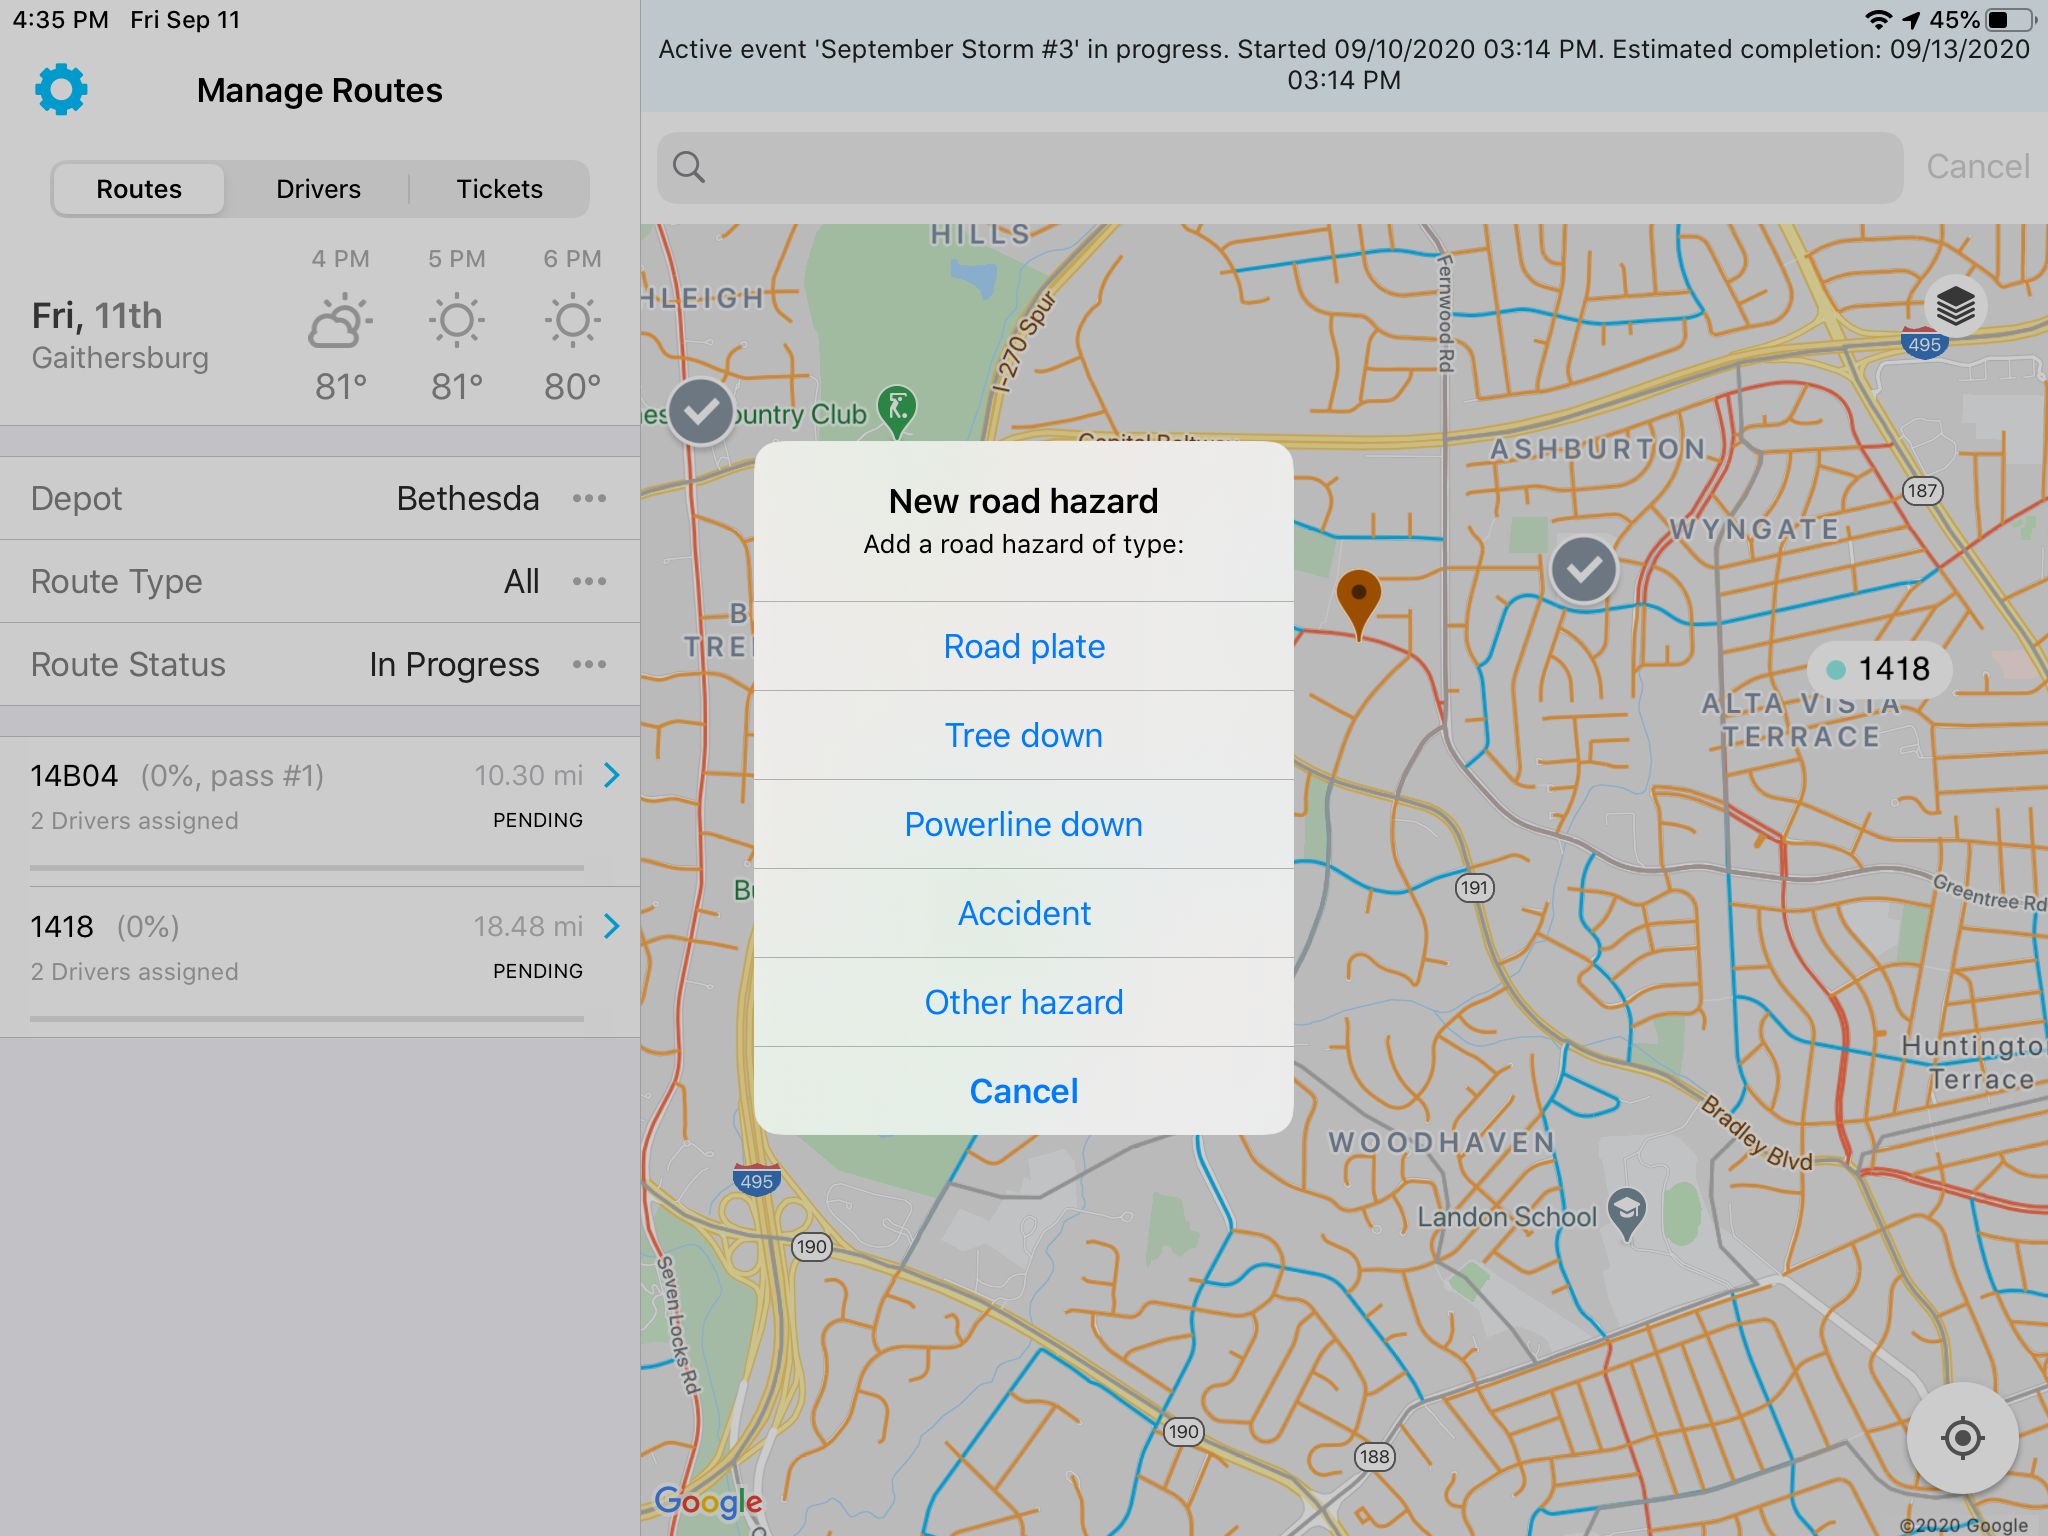 4:35 PM Fri Sep 11
45%
Manage Routes
Routes
Drivers
Tickets
4 PM
5 PM
6 PM
Fri, 11th
Gaithersburg
81°
81°
80°
Depot
Bethesda
Route Type
All
Route Status
In Progress
14B04 (0%, pass #1)
10.30 mi
2 Drivers assigned
PENDING
1418 (0%)
18.48 mi
2 Drivers assigned
PENDING
Active event 'September Storm #3' in progress. Started 09/10/2020 03:14 PM. Estimated completion: 09/13/2020
03:14 PM
Cancel
HILLS
HLEIGH
I-270 Spur
Fernwood Rd
495
ountry Club
Capitol Beltway
ASHBURTON
187
WYNGATE
New road hazard
Add a road hazard of type:
Road plate
Tree down
Powerline down
Accident
Other hazard
Cancel
TRE
1418
ALTA VISTA
TERRACE
191
Greentree Rd
Huntingto
Terrace
Bradley Blvd
WOODHAVEN
495
Landon School
190
Seven Locks Rd
190
188
Google
©2020 Google